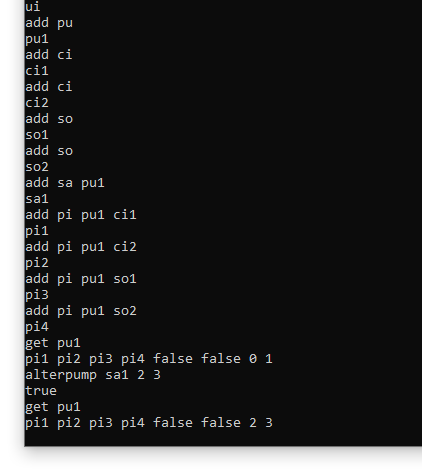 ui
add pu
pu1
add ci
ci1
add ci
ci2
add so
so1
add so
so2
add sa pu1
sa1
add pi pu1 ci1
pi1
add pi pu1 ci2
pi2
add pi pu1 so1
pi3
add pi pu1 so2
pi4
get pu1
pi1 pi2 pi3 pi4 false false 0 1
alterpump sa1 2 3
true
get pu1
pi1 pi2 pi3 pi4 false false 2 3